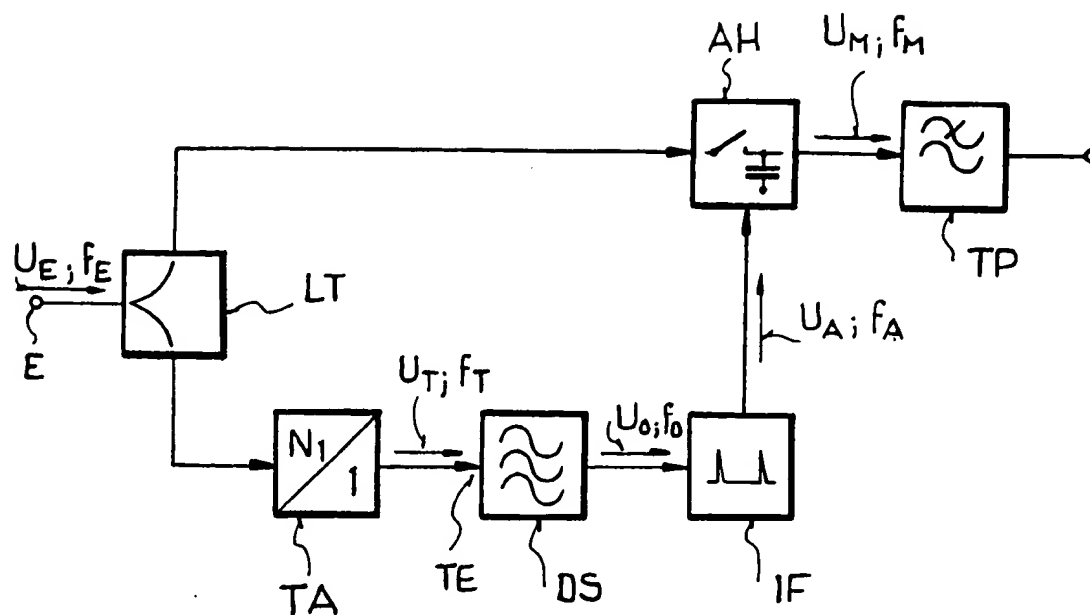 AH
U_M; f_M
TP
U_E; f_E
LT
E
U_A; f_A
U_T; f_T
U_0; f_0
N1
1
TA
TE
DS
IF